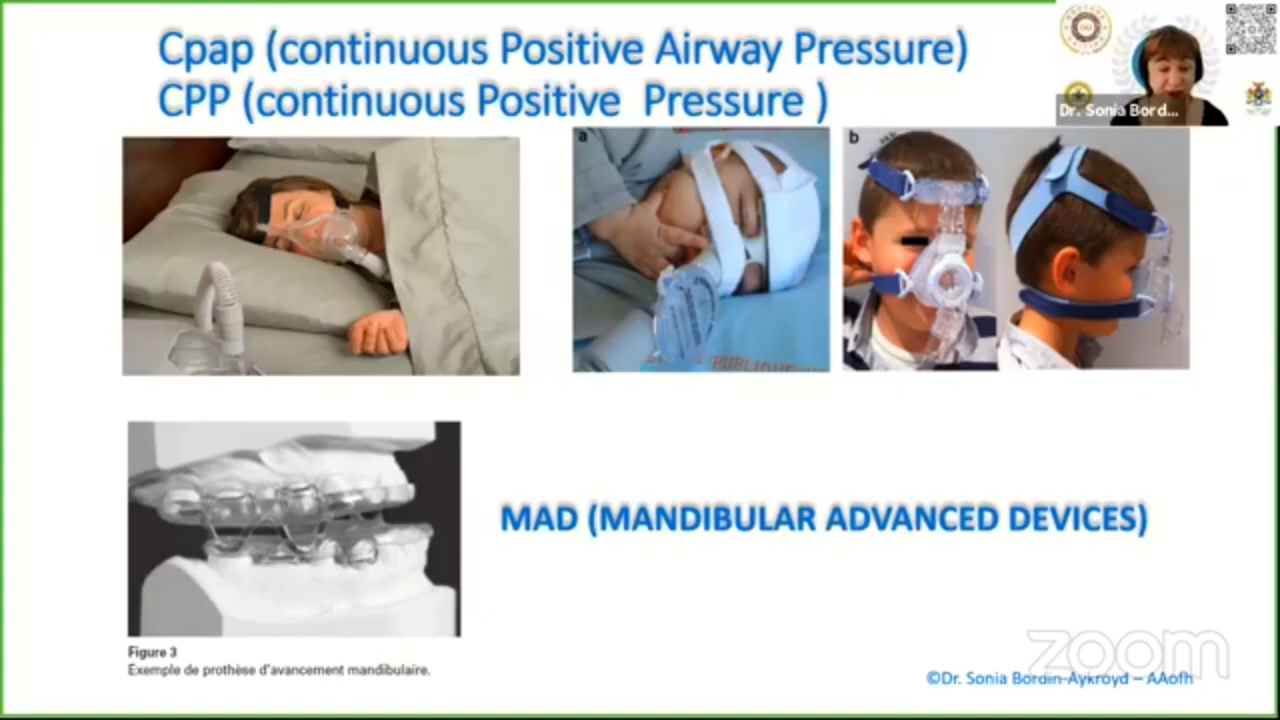 Cpap (continuous Positive Airway Pressure)
CPP (continuous Positive Pressure )
Dr. Sonia Bord...
a
b
MAD (MANDIBULAR ADVANCED DEVICES)
Figure 3
Exemple de prothèse d'avancement mandibulaire.
zoom
©Dr. Sonia Bordin-Aykroyd – AAofh